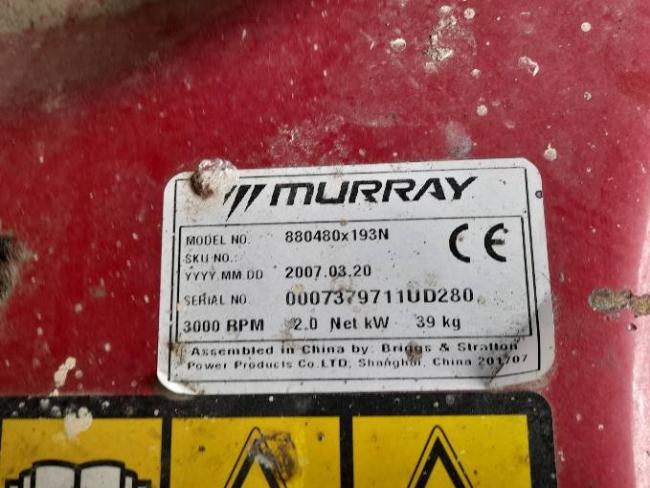 MURRAY
MODEL NO. 880480x193N
CE
SKU NO.:
YYYY.MM.DD 2007.03.20
SERIAL NO. 0007379711UD280
3000 RPM 2.0 Net kW 39 kg
Assembled in China by: Briggs & Stratton
Power Products Co.LTD, Shanghai, China 201707